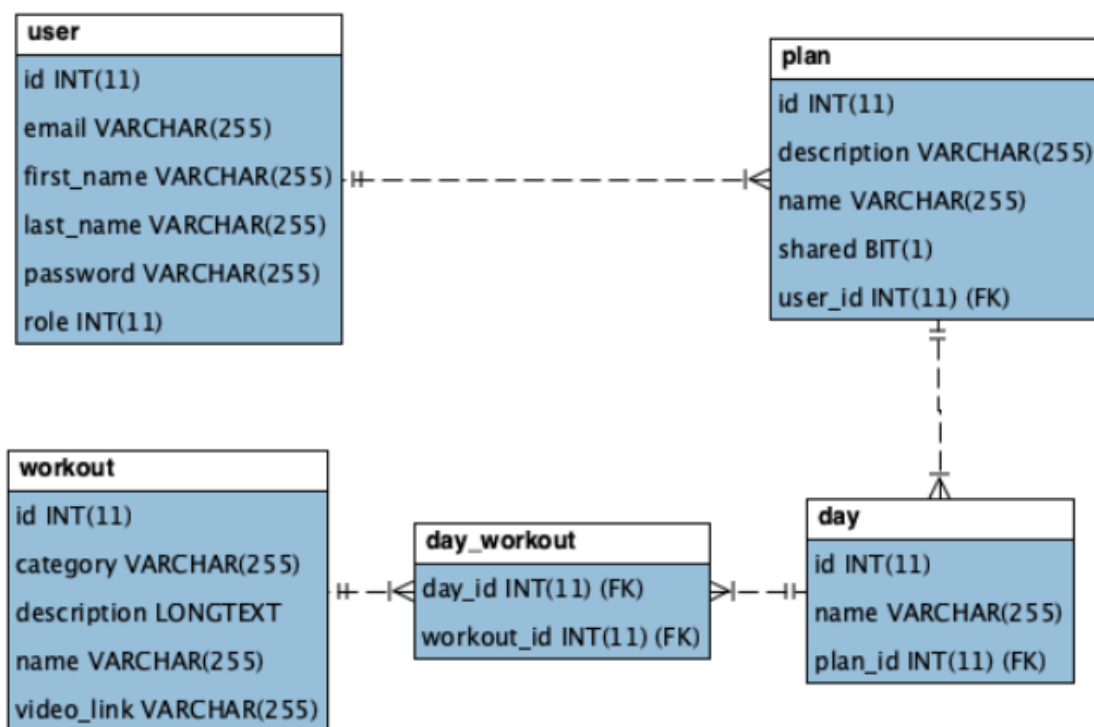 user
id INT(11)
email VARCHAR(255)
first_name VARCHAR(255)
last_name VARCHAR(255)
password VARCHAR(255)
role INT(11)
plan
id INT(11)
description VARCHAR(255)
name VARCHAR(255)
shared BIT(1)
user_id INT(11) (FK)
workout
id INT(11)
category VARCHAR(255)
description LONGTEXT
name VARCHAR(255)
video_link VARCHAR(255)
day_workout
day_id INT(11) (FK)
workout_id INT(11) (FK)
day
id INT(11)
name VARCHAR(255)
plan_id INT(11) (FK)